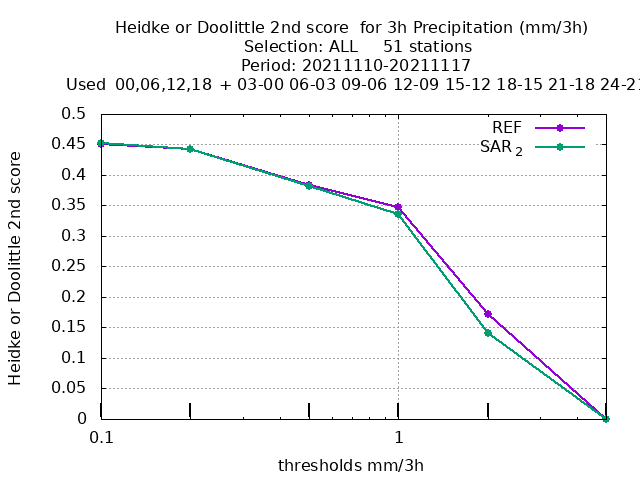 Heidke or Doolittle 2nd score  for 3h Precipitation (mm/3h)
Selection: ALL     51 stations
Period: 20211110-20211117
Used  00,06,12,18  + 03-00 06-03 09-06 12-09  15-12 18-15 21-18 24-21
REF
SAR 2
0.5
0.45
0.4
0.35
0.3
0.25
0.2
0.15
0.1
0.05
0
Heidke or Doolittle 2nd score
0.1
1
thresholds mm/3h